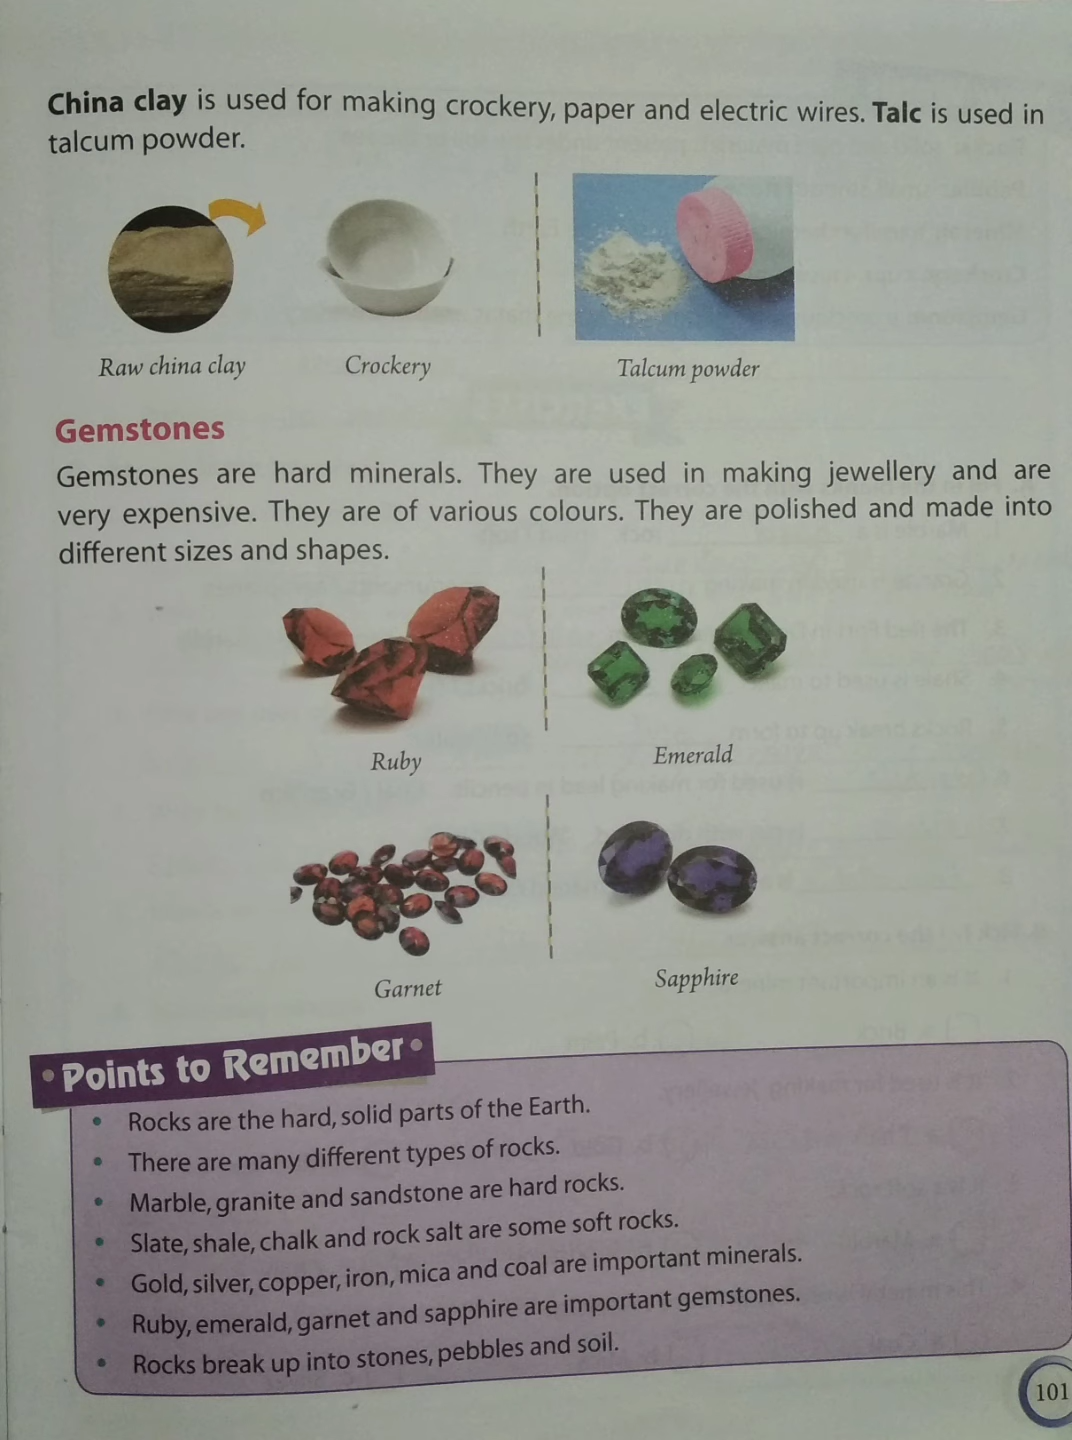 China clay is used for making crockery, paper and electric wires. Talc is used in
talcum powder.
Raw china clay
Crockery
Talcum powder
Gemstones
Gemstones are hard minerals. They are used in making jewellery and are
very expensive. They are of various colours. They are polished and made into
different sizes and shapes.
Ruby
Emerald
Garnet
Sapphire
• Points to Remember •
• Rocks are the hard, solid parts of the Earth.
• There are many different types of rocks.
• Marble, granite and sandstone are hard rocks.
• Slate, shale, chalk and rock salt are some soft rocks.
• Gold, silver, copper, iron, mica and coal are important minerals.
• Ruby, emerald, garnet and sapphire are important gemstones.
• Rocks break up into stones, pebbles and soil.
101